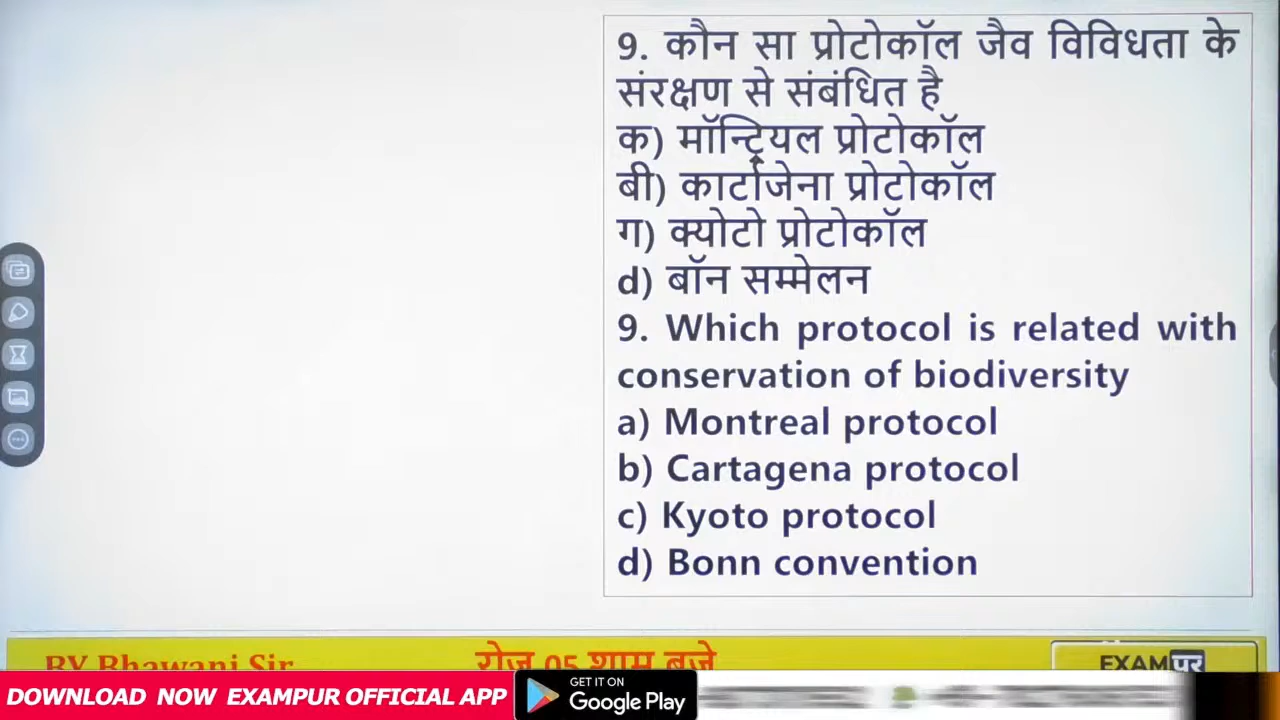 9. कौन सा प्रोटोकॉल जैव विविधता के
संरक्षण से संबंधित है
क) मॉन्ट्रियल प्रोटोकॉल
बी) कार्टाजेना प्रोटोकॉल
ग) क्योटो प्रोटोकॉल
d) बॉन सम्मेलन
9. Which protocol is related with
conservation of biodiversity
a) Montreal protocol
b) Cartagena protocol
c) Kyoto protocol
d) Bonn convention
BY Bhawani Sir
रोज 05 शाम बजे
EXAMपुर
DOWNLOAD NOW EXAMPUR OFFICIAL APP
GET IT ON
Google Play